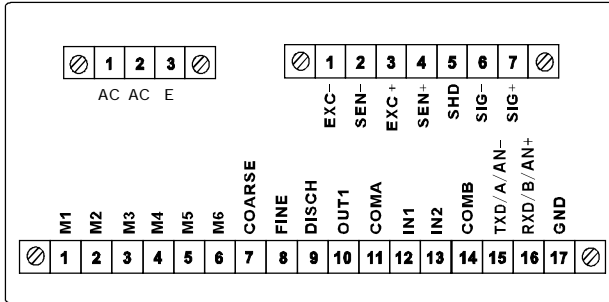 1 2 3
AC AC E
1 2 3 4 5 6 7
EXC- SEN- EXC+ SEN+ SHD SIG- SIG+
M1 M2 M3 M4 M5 M6 COARSE FINE DISCH OUT1 COMA IN1 IN2 COMB TXD/A/AN- RXD/B/AN+ GND
1 2 3 4 5 6 7 8 9 10 11 12 13 14 15 16 17